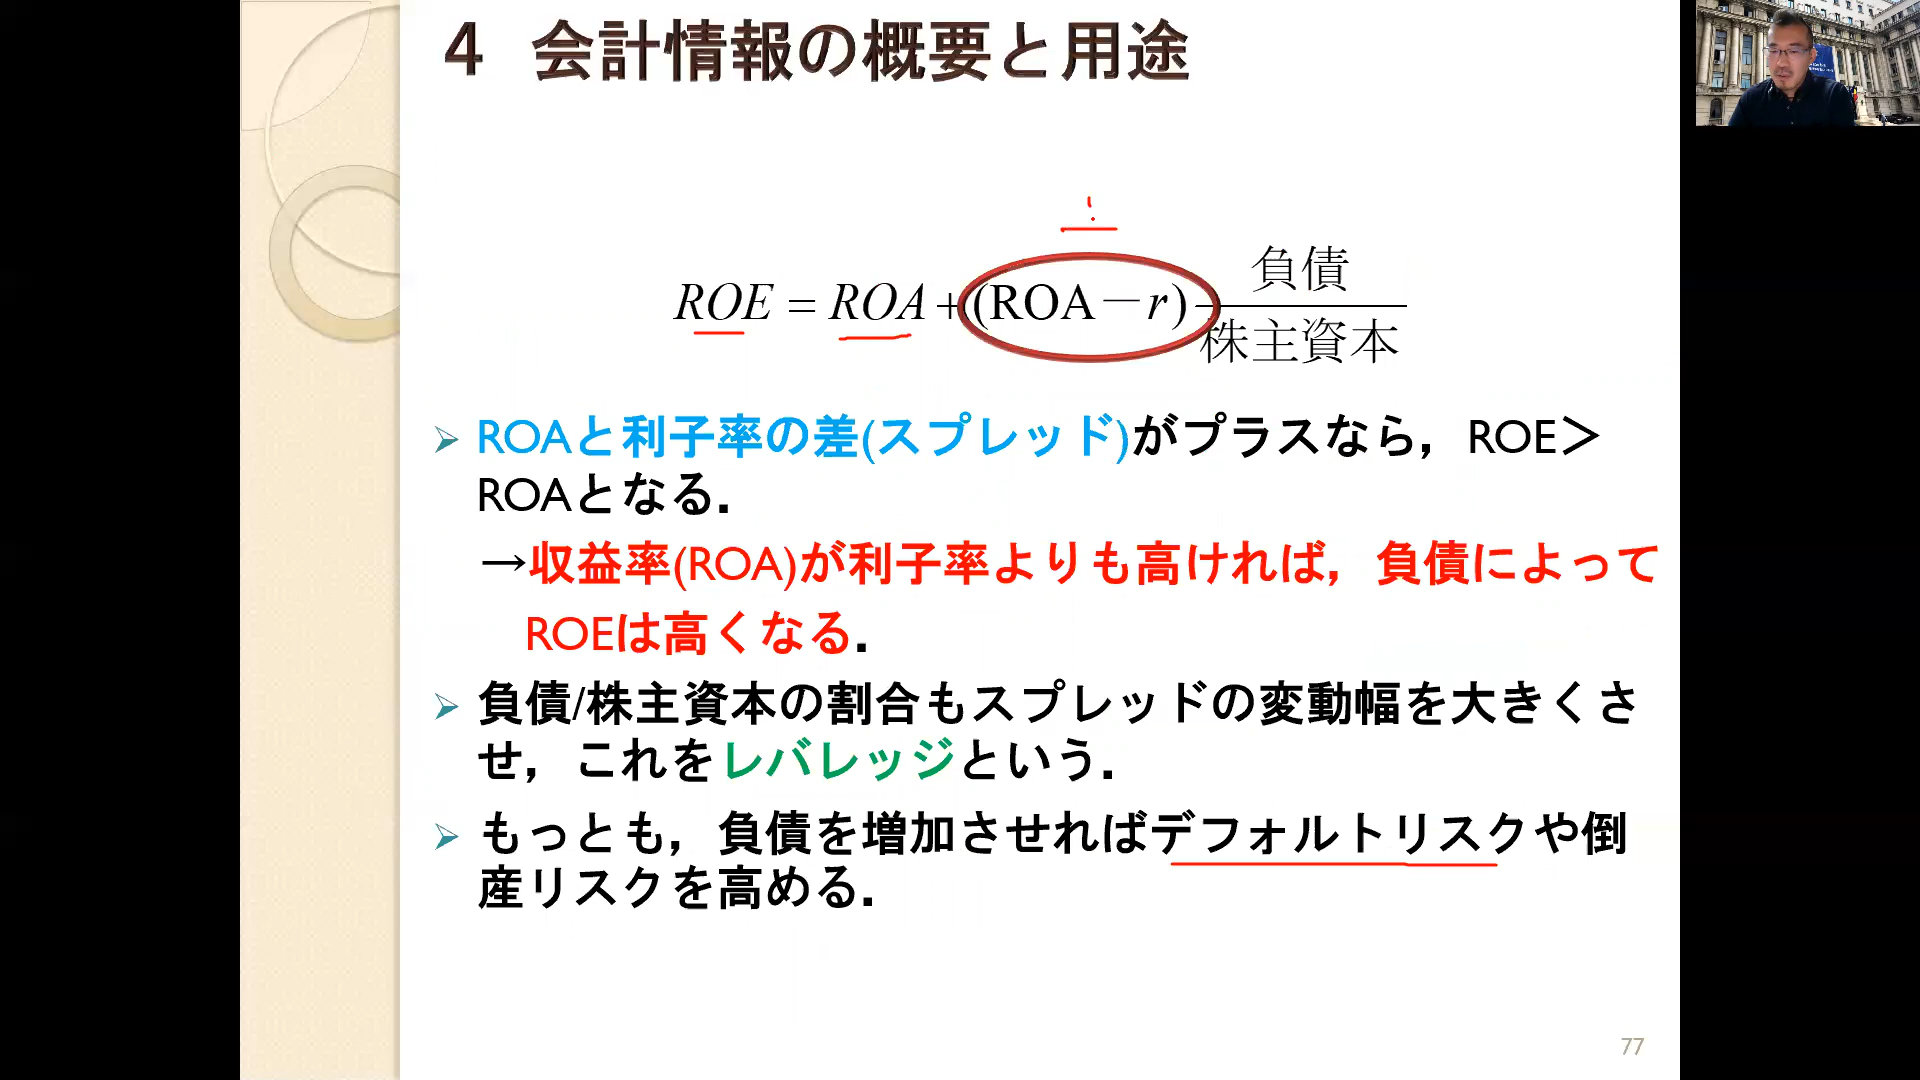 4 会計情報の概要と用途
ROE = ROA + (ROA－r) 負債
株主資本
➢ ROAと利子率の差(スプレッド)がプラスなら，ROE＞
ROAとなる．
→収益率(ROA)が利子率よりも高ければ，負債によって
ROEは高くなる．
➢ 負債/株主資本の割合もスプレッドの変動幅を大きくさ
せ，これをレバレッジという．
➢ もっとも，負債を増加させればデフォルトリスクや倒
産リスクを高める．
77